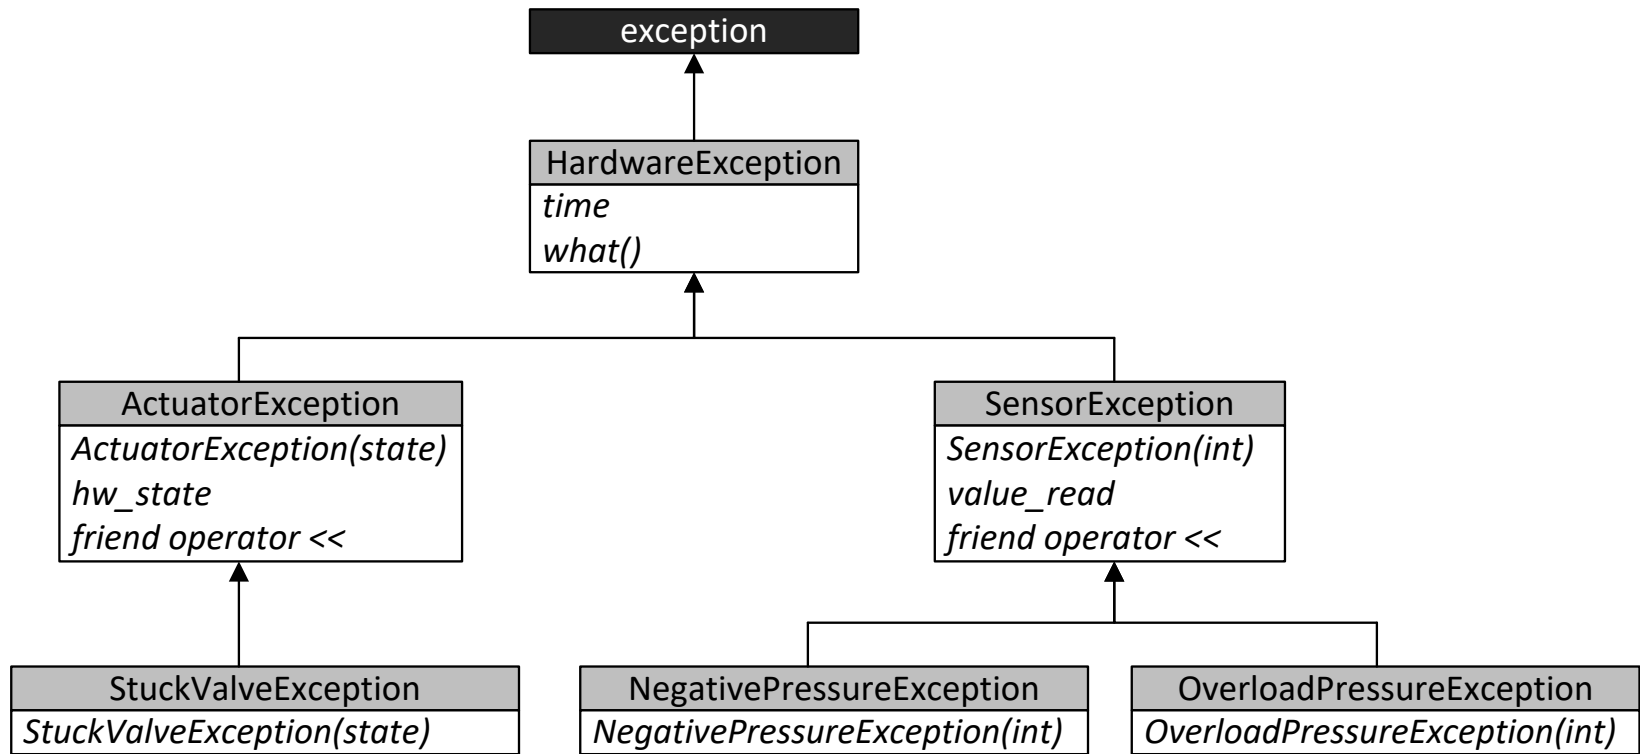 exception
HardwareException
time
what()
ActuatorException
ActuatorException(state)
hw_state
friend operator <<
SensorException
SensorException(int)
value_read
friend operator <<
StuckValveException
StuckValveException(state)
NegativePressureException
NegativePressureException(int)
OverloadPressureException
OverloadPressureException(int)